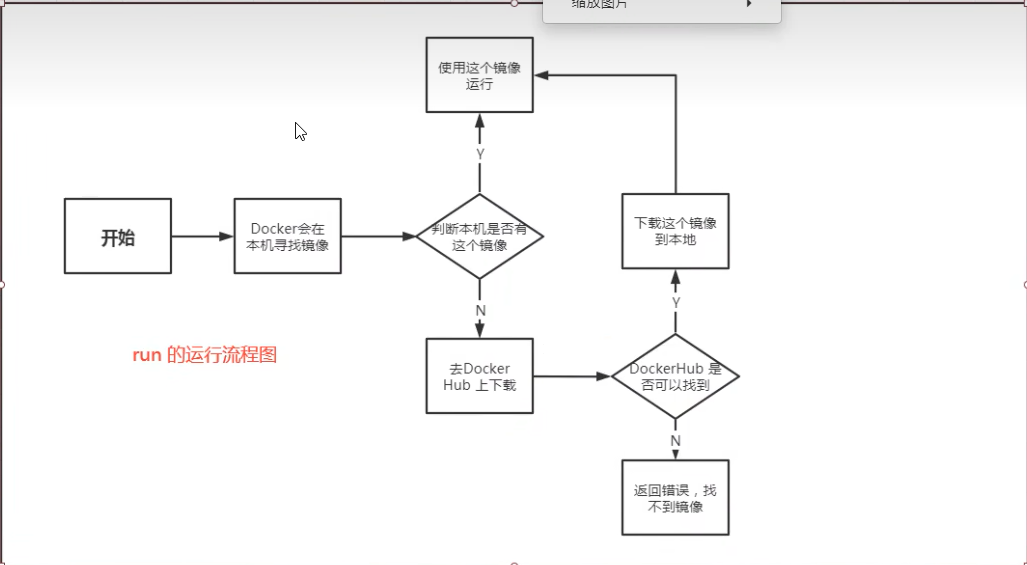 缩放图片
使用这个镜像
运行
Y
开始
Docker会在
本机寻找镜像
判断本机是否有
这个镜像
下载这个镜像
到本地
N
Y
run 的运行流程图
去Docker
Hub 上下载
DockerHub 是
否可以找到
N
返回错误，找
不到镜像